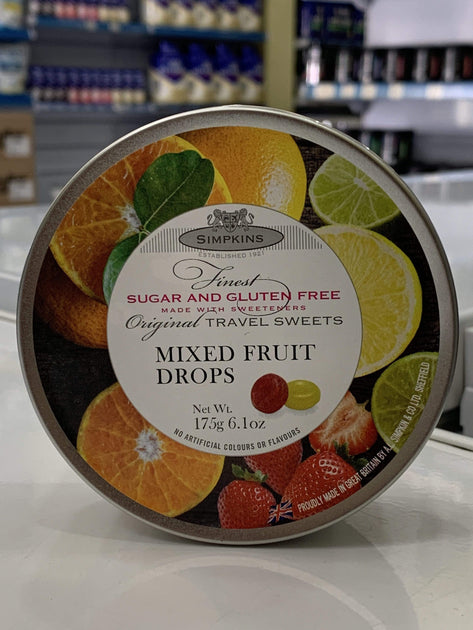 SIMPKINS
ESTABLISHED 1921
Finest
SUGAR AND GLUTEN FREE
MADE WITH SWEETENERS
Original TRAVEL SWEETS
MIXED FRUIT
DROPS
Net Wt.
175g 6.1oz
NO ARTIFICIAL COLOURS OR FLAVOURS
PROUDLY MADE IN GREAT BRITAIN BY A.L. SIMPKIN & CO LTD. SHEFFIELD